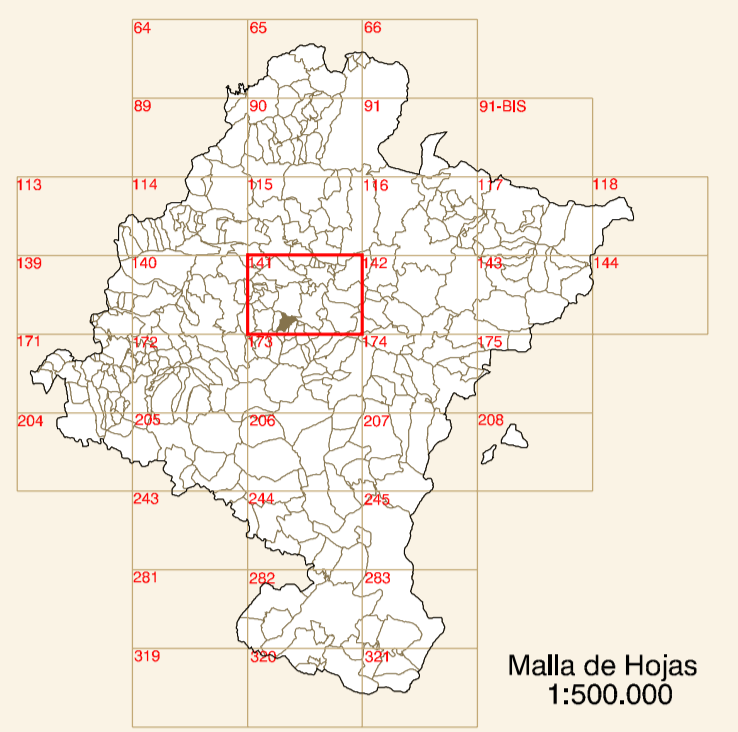 64 65 66
89 90 91 91-BIS
113 114 115 116 117 118
139 140 141 142 143 144
171 172 173 174 175
204 205 206 207 208
243 244 245
281 282 283
319 320 321
Malla de Hojas
1:500.000